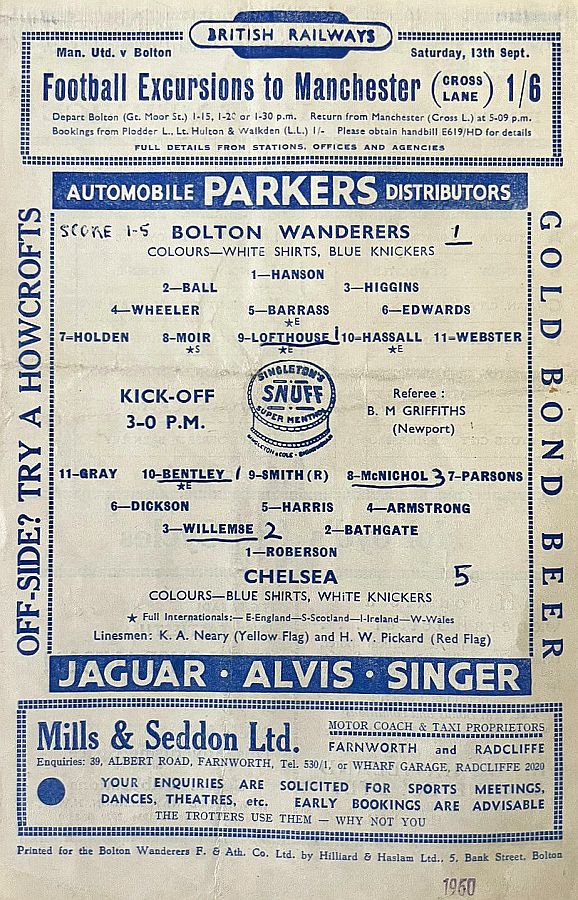 BRITISH RAILWAYS
Man. Utd. v Bolton Saturday, 13th Sept.
Football Excursions to Manchester (CROSS LANE) 1/6
Depart Bolton (Gt. Moor St.) 1-15, 1-20 or 1-30 p.m. Return from Manchester (Cross L.) at 5-09 p.m.
Bookings from Plodder L., Lt. Hulton & Walkden (L.L.) 1/- Please obtain handbill E619/HD for details
FULL DETAILS FROM STATIONS, OFFICES AND AGENCIES
AUTOMOBILE PARKERS DISTRIBUTORS
OFF-SIDE? TRY A HOWCROFTS
GOLD BOND BEER
SCORE 1-5 BOLTON WANDERERS 1
COLOURS—WHITE SHIRTS, BLUE KNICKERS
1—HANSON
2—BALL 3—HIGGINS
4—WHEELER 5—BARRASS 6—EDWARDS
★E
7=HOLDEN 8—MOIR 9-LOFTHOUSE 1 10=HASSALL 11=WEBSTER
★S ★E ★E
KICK-OFF
3-0 P.M.
SINGLETON'S
SNUFF
SUPER MENTHOL
SINGLETON & COLE · BIRMINGHAM
Referee :
B. M GRIFFITHS
(Newport)
11—GRAY 10—BENTLEY 1 9—SMITH (R) 8—McNICHOL 3 7—PARSONS
★E
6—DICKSON 5—HARRIS 4—ARMSTRONG
3—WILLEMSE 2 2—BATHGATE
1—ROBERSON
CHELSEA 5
COLOURS—BLUE SHIRTS, WHITE KNICKERS
★ Full Internationals:— E-England—S-Scotland—I-Ireland—W-Wales
Linesmen: K. A. Neary (Yellow Flag) and H. W. Pickard (Red Flag)
JAGUAR · ALVIS · SINGER
Mills & Seddon Ltd.
MOTOR COACH & TAXI PROPRIETORS
FARNWORTH and RADCLIFFE
Enquiries: 39, ALBERT ROAD, FARNWORTH, Tel. 530/1, or WHARF GARAGE, RADCLIFFE 2020
YOUR ENQUIRIES ARE SOLICITED FOR SPORTS MEETINGS,
DANCES, THEATRES, etc. EARLY BOOKINGS ARE ADVISABLE
THE TROTTERS USE THEM — WHY NOT YOU
Printed for the Bolton Wanderers F. & Ath. Co. Ltd. by Hilliard & Haslam Ltd., 5, Bank Street, Bolton
1960